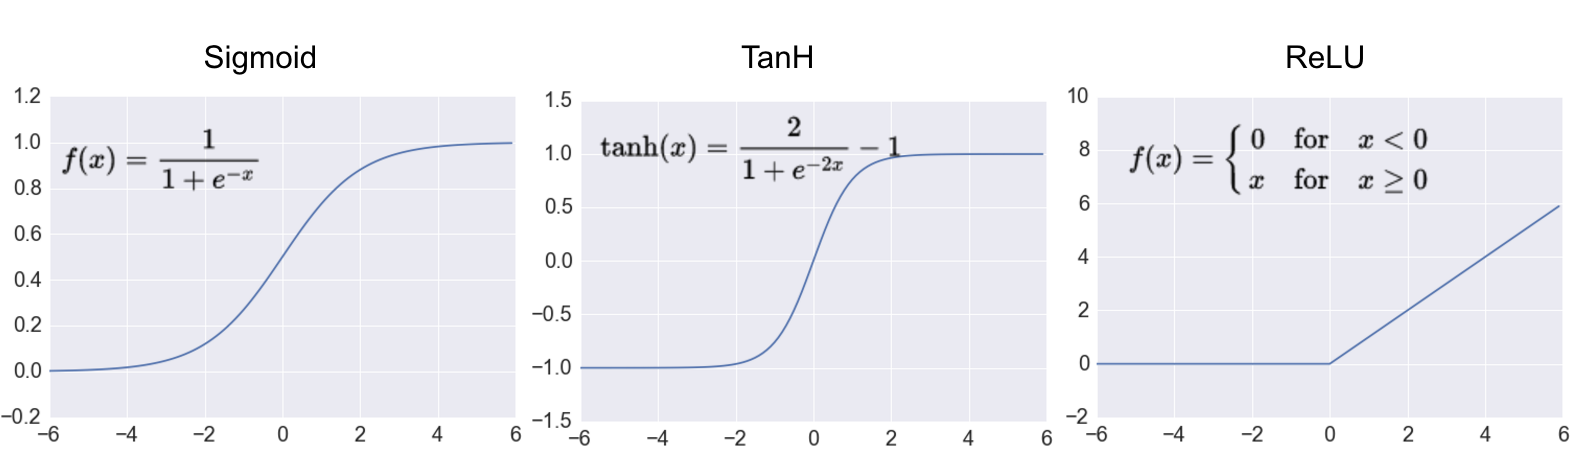 Sigmoid
1.2
1.0
0.8
0.6
0.4
0.2
0.0
−0.2
−6 −4 −2 0 2 4 6
f(x) = 1 / (1 + e^{−x})
TanH
1.5
1.0
0.5
0.0
−0.5
−1.0
−1.5
−6 −4 −2 0 2 4 6
tanh(x) = 2 / (1 + e^{−2x}) − 1
ReLU
10
8
6
4
2
0
−2
−6 −4 −2 0 2 4 6
f(x) = { 0 for x < 0
x for x ≥ 0